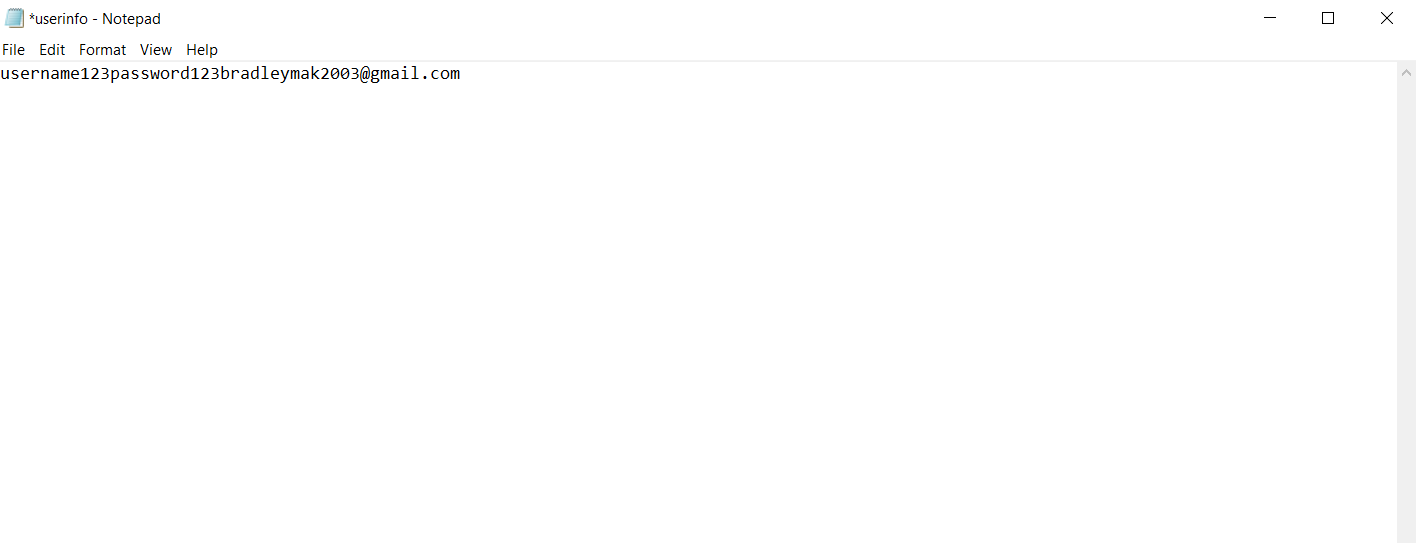 *userinfo - Notepad
File Edit Format View Help
username123password123bradleymak2003@gmail.com